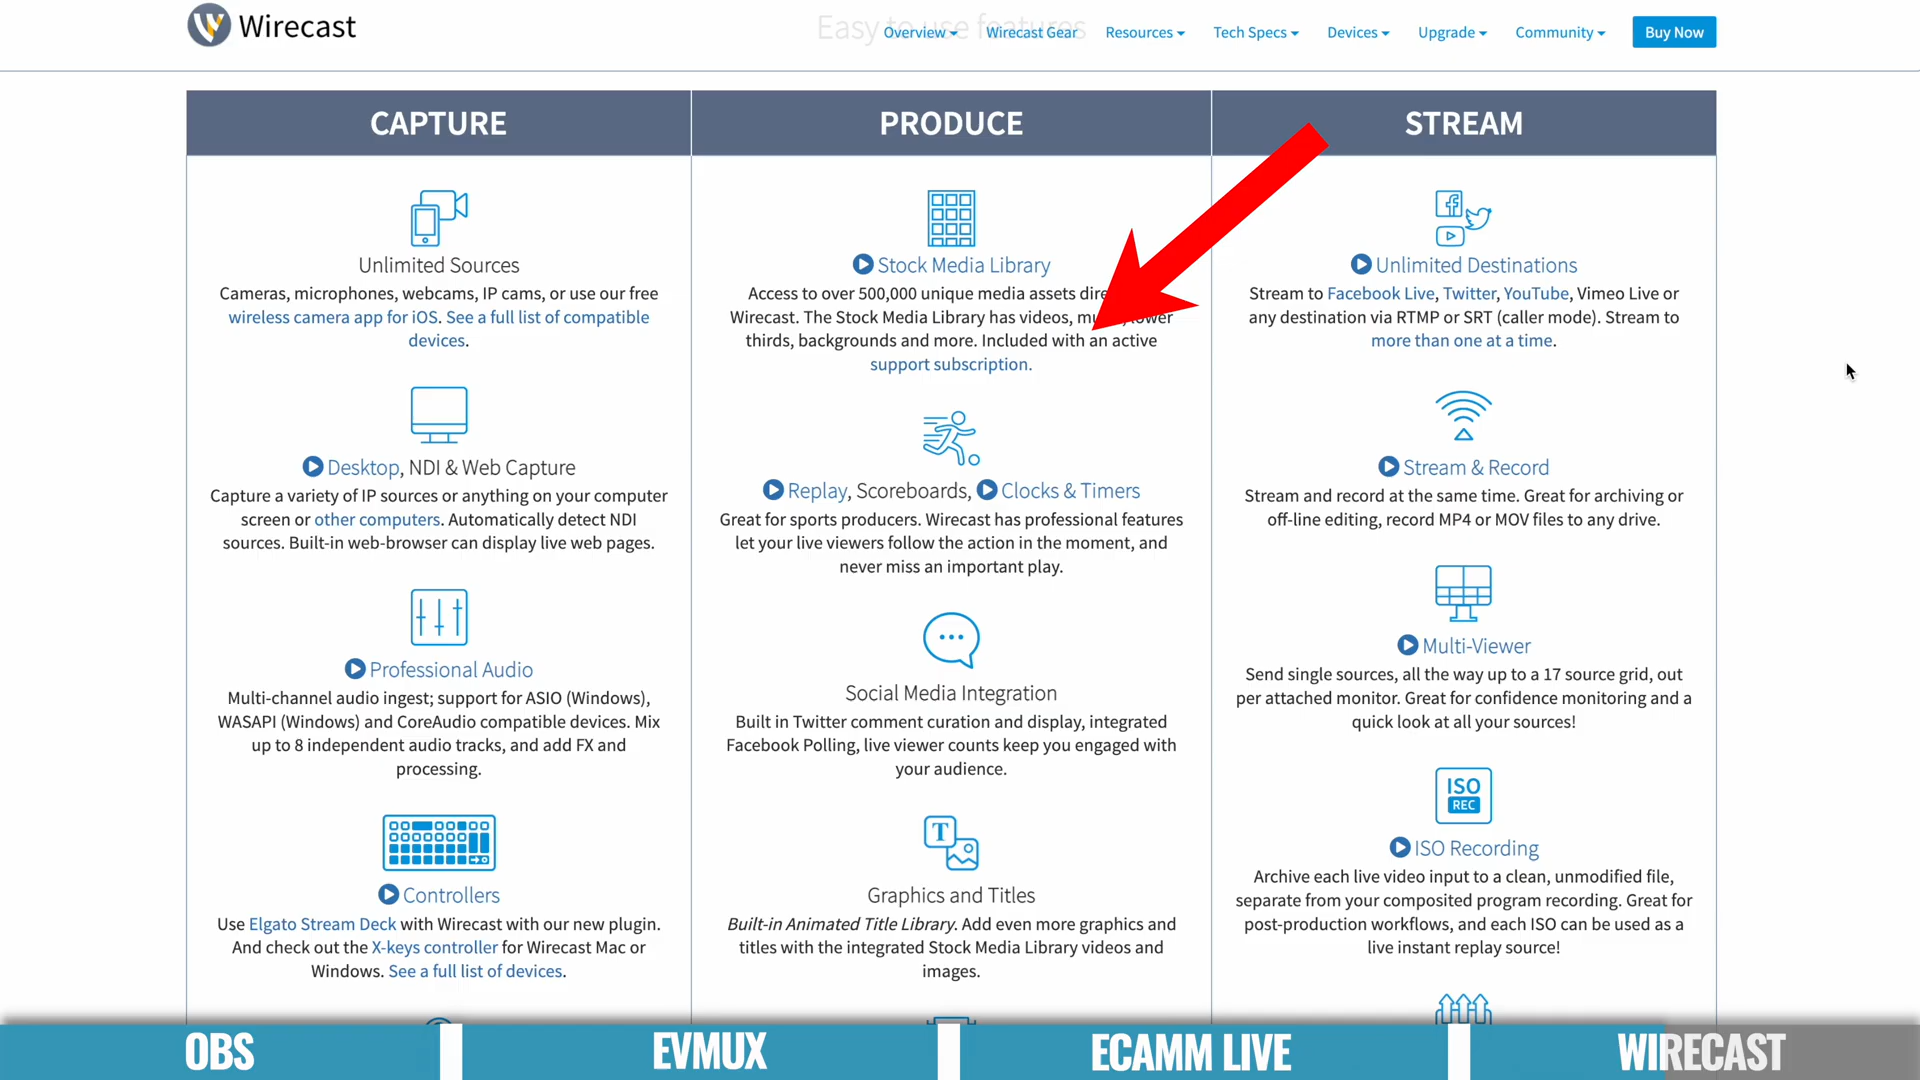 Wirecast
Easy to use features
Overview
Wirecast Gear
Resources
Tech Specs
Devices
Upgrade
Community
Buy Now
CAPTURE
Unlimited Sources
Cameras, microphones, webcams, IP cams, or use our free
wireless camera app for iOS. See a full list of compatible
devices.
Desktop, NDI & Web Capture
Capture a variety of IP sources or anything on your computer
screen or other computers. Automatically detect NDI
sources. Built-in web-browser can display live web pages.
Professional Audio
Multi-channel audio ingest; support for ASIO (Windows),
WASAPI (Windows) and CoreAudio compatible devices. Mix
up to 8 independent audio tracks, and add FX and
processing.
Controllers
Use Elgato Stream Deck with Wirecast with our new plugin.
And check out the X-keys controller for Wirecast Mac or
Windows. See a full list of devices.
PRODUCE
Stock Media Library
Access to over 500,000 unique media assets
Wirecast. The Stock Media Library has videos,
thirds, backgrounds and more. Included with an active
support subscription.
Replay, Scoreboards, Clocks & Timers
Great for sports producers. Wirecast has professional features
let your live viewers follow the action in the moment, and
never miss an important play.
Social Media Integration
Built in Twitter comment curation and display, integrated
Facebook Polling, live viewer counts keep you engaged with
your audience.
T
Graphics and Titles
Built-in Animated Title Library. Add even more graphics and
titles with the integrated Stock Media Library videos and
images.
STREAM
Unlimited Destinations
Stream to Facebook Live, Twitter, YouTube, Vimeo Live or
any destination via RTMP or SRT (caller mode). Stream to
more than one at a time.
Stream & Record
Stream and record at the same time. Great for archiving or
off-line editing, record MP4 or MOV files to any drive.
Multi-Viewer
Send single sources, all the way up to a 17 source grid, out
per attached monitor. Great for confidence monitoring and a
quick look at all your sources!
ISO
REC
ISO Recording
Archive each live video input to a clean, unmodified file,
separate from your composited program recording. Great for
post-production workflows, and each ISO can be used as a
live instant replay source!
OBS
EVMUX
ECAMM LIVE
WIRECAST